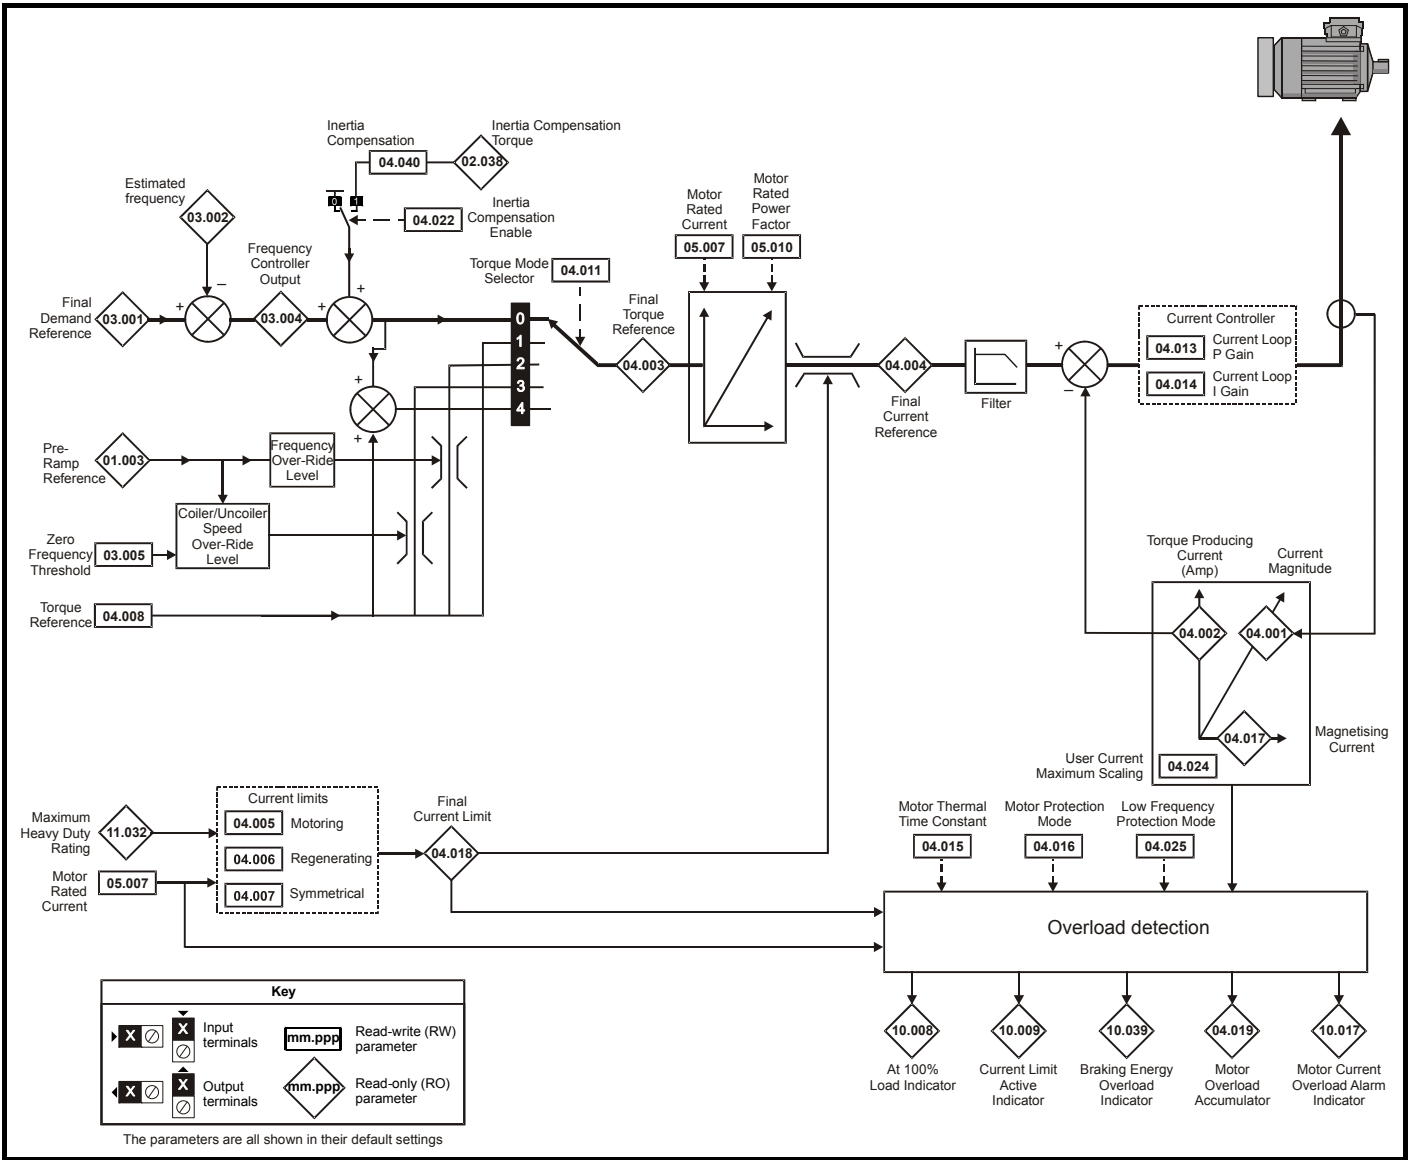 Inertia
Compensation
Inertia Compensation
Torque
04.040
02.038
Estimated
frequency
03.002
0
1
04.022
Inertia
Compensation
Enable
Frequency
Controller
Output
Final
Demand
Reference
03.001
+
–
03.004
+
+
Torque Mode
Selector
04.011
0
1
2
3
4
Final
Torque
Reference
04.003
Motor
Rated
Current
05.007
Motor
Rated
Power
Factor
05.010
04.004
Final
Current
Reference
Filter
+
–
Current Controller
04.013
Current Loop
P Gain
04.014
Current Loop
I Gain
+
+
Pre-
Ramp
Reference
01.003
Frequency
Over-Ride
Level
Coiler/Uncoiler
Speed
Over-Ride
Level
Zero
Frequency
Threshold
03.005
Torque
Reference
04.008
Torque Producing
Current
(Amp)
Current
Magnitude
04.002
04.001
04.017
Magnetising
Current
User Current
Maximum Scaling
04.024
Maximum
Heavy Duty
Rating
11.032
Motor
Rated
Current
05.007
Current limits
04.005
Motoring
04.006
Regenerating
04.007
Symmetrical
Final
Current Limit
04.018
Motor Thermal
Time Constant
04.015
Motor Protection
Mode
04.016
Low Frequency
Protection Mode
04.025
Overload detection
10.008
At 100%
Load Indicator
10.009
Current Limit
Active
Indicator
10.039
Braking Energy
Overload
Indicator
04.019
Motor
Overload
Accumulator
10.017
Motor Current
Overload Alarm
Indicator
Key
X
X
Input
terminals
mm.ppp
Read-write (RW)
parameter
X
X
Output
terminals
mm.ppp
Read-only (RO)
parameter
The parameters are all shown in their default settings